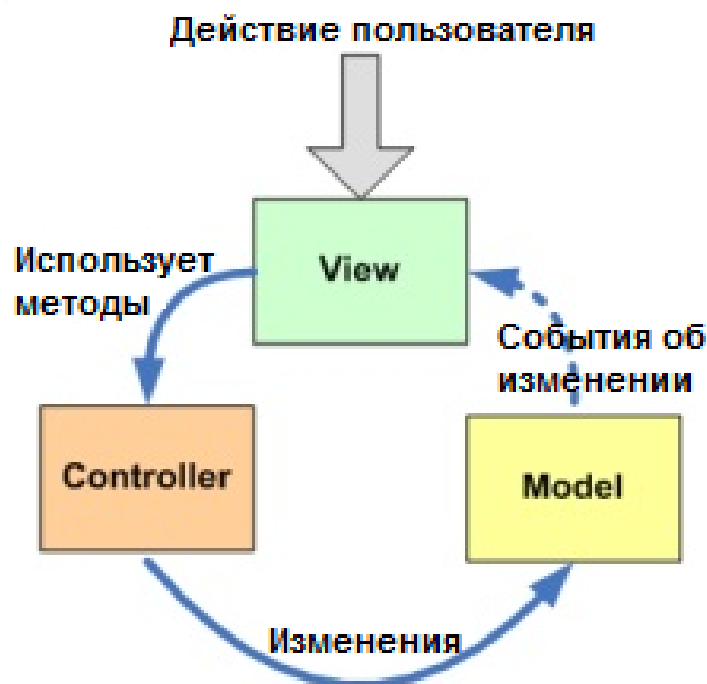 Действие пользователя
View
Использует
методы
События об
изменении
Controller
Model
Изменения